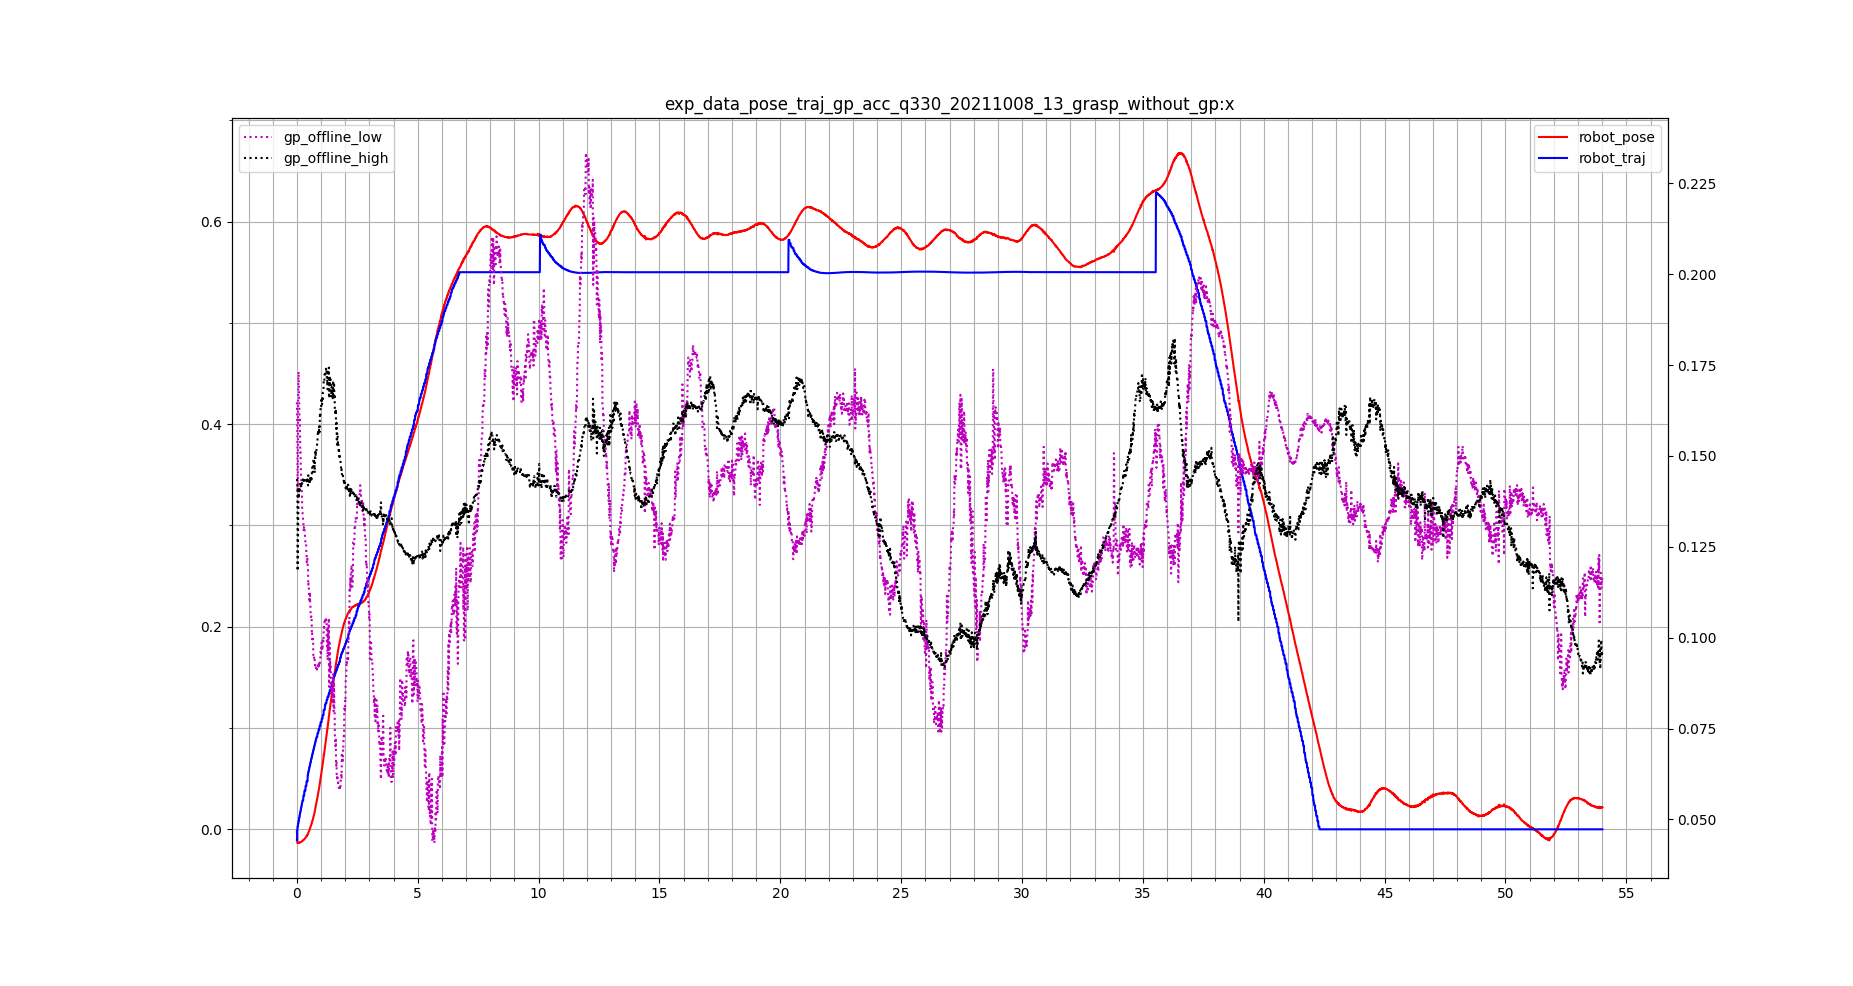 exp_data_pose_traj_gp_acc_q330_20211008_13_grasp_without_gp:x
gp_offline_low
gp_offline_high
robot_pose
robot_traj
0.6
0.4
0.2
0.0
0.225
0.200
0.175
0.150
0.125
0.100
0.075
0.050
0 5 10 15 20 25 30 35 40 45 50 55